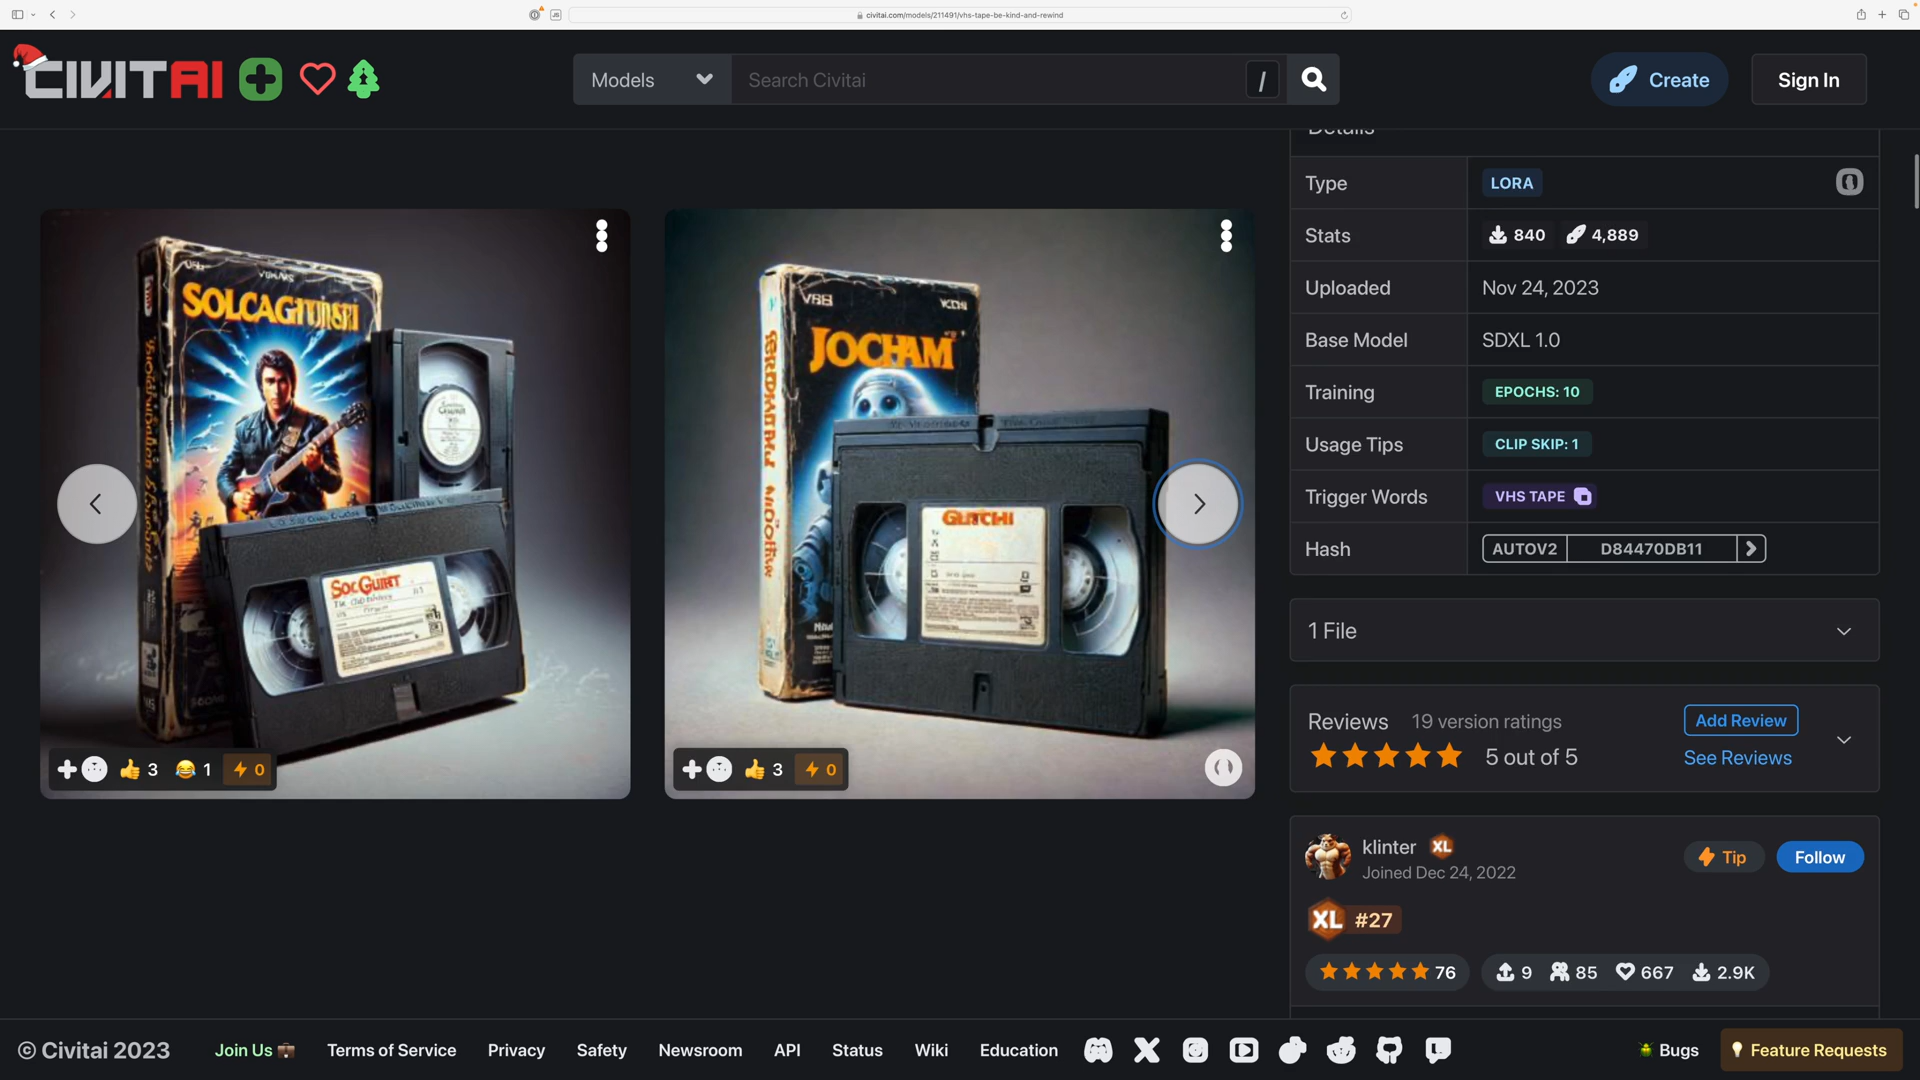 civitai.com/models/211491/vhs-tape-be-kind-and-rewind
CIVITAI
Models
Search Civitai
/
Create
Sign In
Details
Type
LORA
Stats
840
4,889
Uploaded
Nov 24, 2023
Base Model
SDXL 1.0
Training
EPOCHS: 10
Usage Tips
CLIP SKIP: 1
Trigger Words
VHS TAPE
Hash
AUTOV2
D84470DB11
JOCHAM
GLITCHI
3
1
0
3
0
1 File
Reviews
19 version ratings
Add Review
5 out of 5
See Reviews
klinter
XL
Joined Dec 24, 2022
Tip
Follow
XL
#27
76
9
85
667
2.9K
© Civitai 2023
Join Us
Terms of Service
Privacy
Safety
Newsroom
API
Status
Wiki
Education
Bugs
Feature Requests